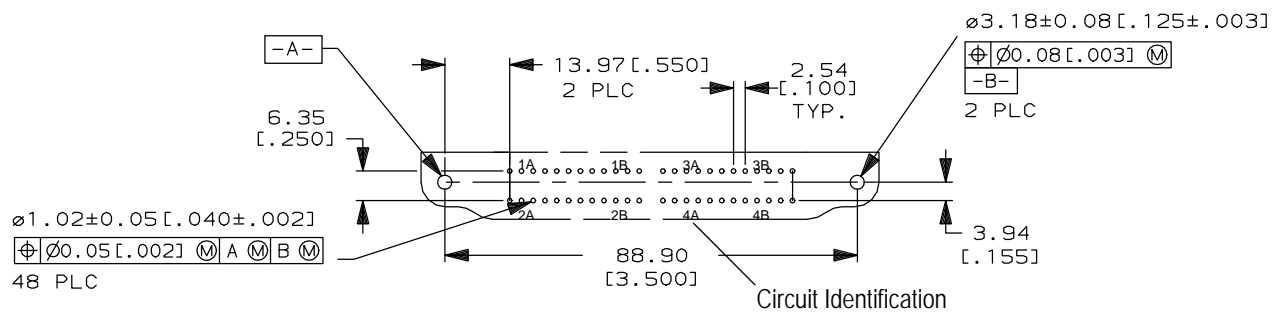 ⌀3.18±0.08[.125±.003]
⌖ Ø0.08[.003] Ⓜ
-B-
2 PLC
-A-
13.97[.550]
2 PLC
2.54
[.100]
TYP.
6.35
[.250]
1A 1B 3A 3B
2A 2B 4A 4B
⌀1.02±0.05[.040±.002]
⌖ Ø0.05[.002] Ⓜ A Ⓜ B Ⓜ
48 PLC
88.90
[3.500]
3.94
[.155]
Circuit Identification